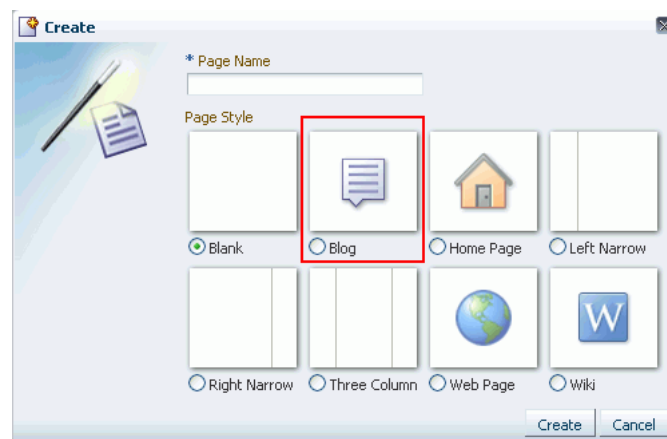 Create
* Page Name
Page Style
Blank
Blog
Home Page
Left Narrow
Right Narrow
Three Column
Web Page
W
Wiki
Create
Cancel